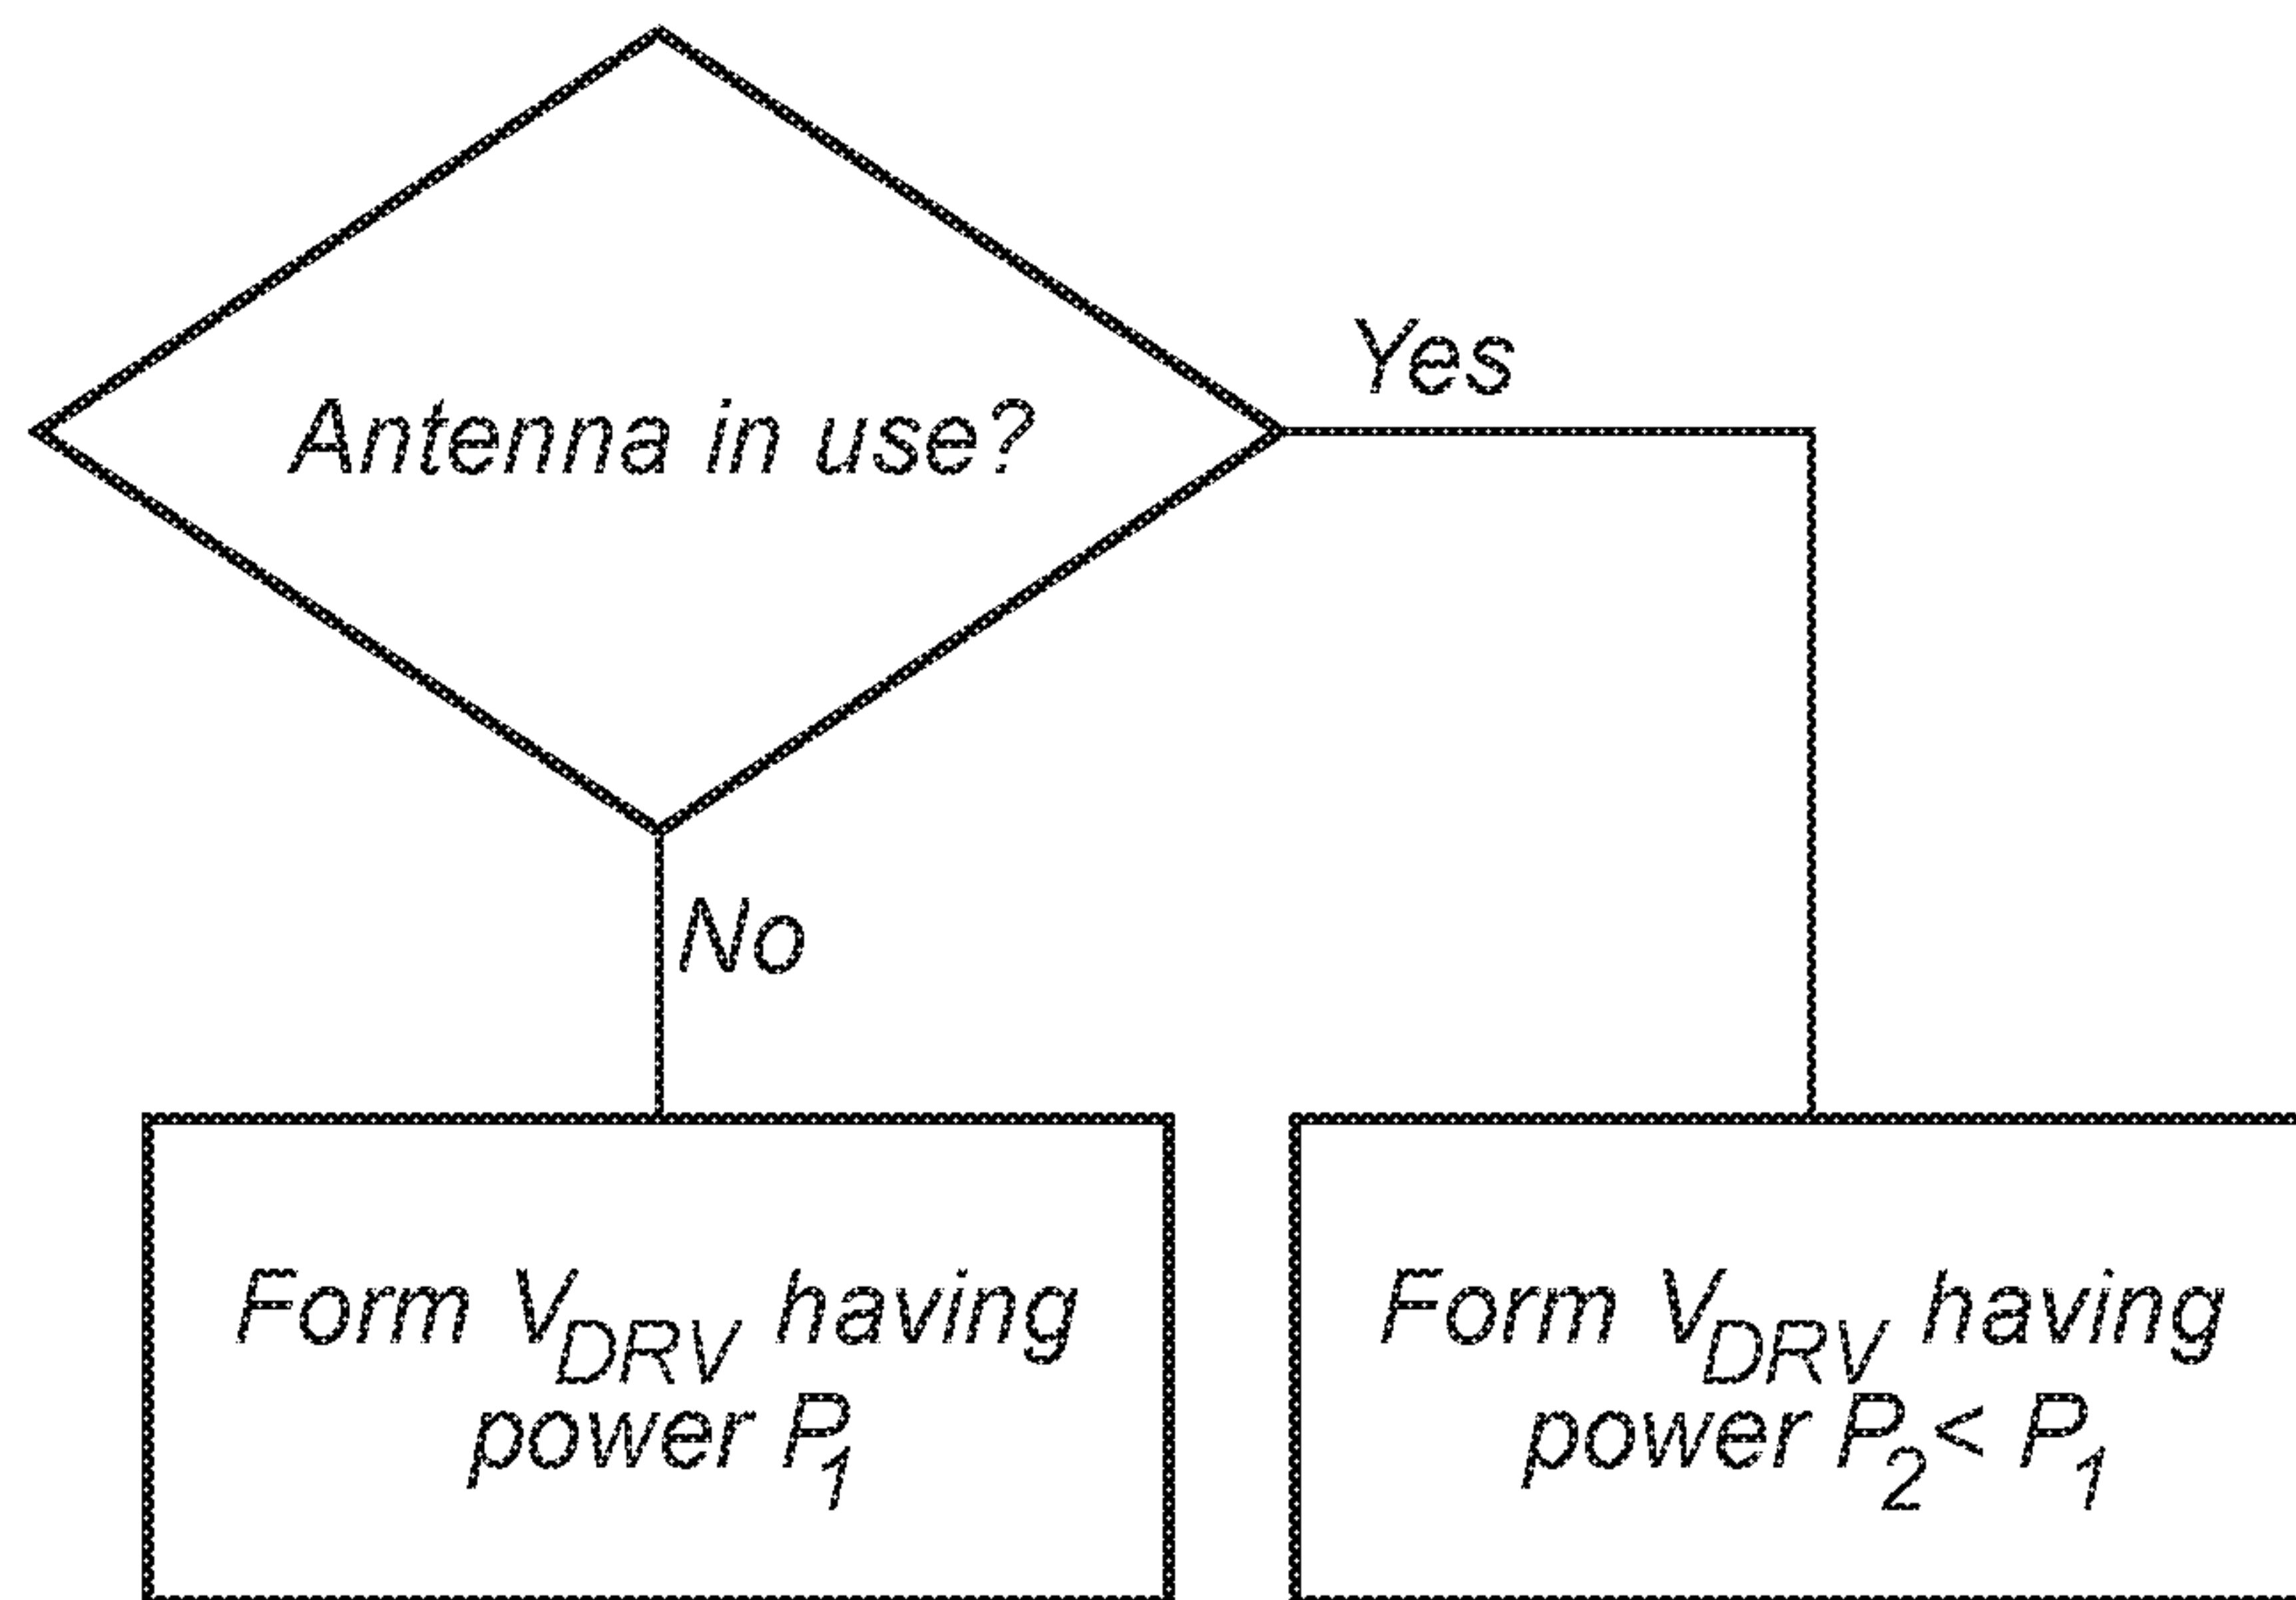 Antenna in use?
Yes
No
Form V_DRV having
power P_1
Form V_DRV having
power P_2 < P_1